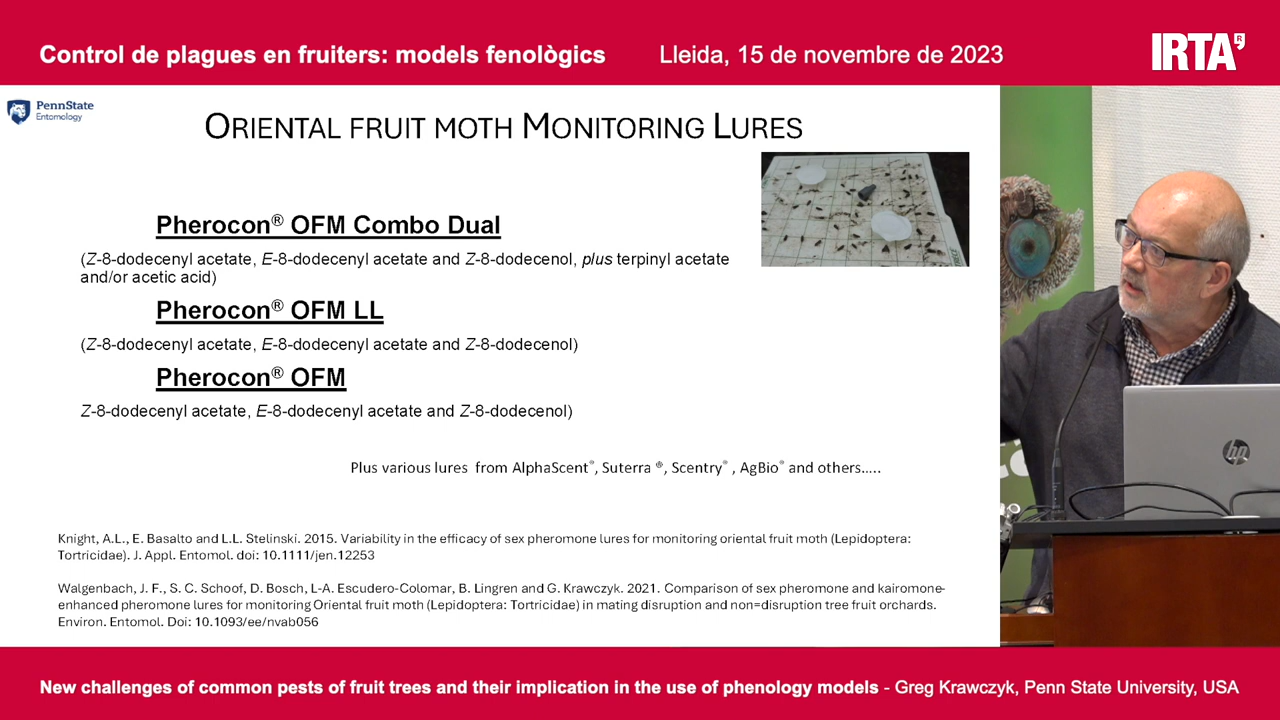 Control de plagues en fruiters: models fenològics Lleida, 15 de novembre de 2023
IRTA®
PennState
Entomology
ORIENTAL FRUIT MOTH MONITORING LURES
Pherocon® OFM Combo Dual
(Z-8-dodecenyl acetate, E-8-dodecenyl acetate and Z-8-dodecenol, plus terpinyl acetate
and/or acetic acid)
Pherocon® OFM LL
(Z-8-dodecenyl acetate, E-8-dodecenyl acetate and Z-8-dodecenol)
Pherocon® OFM
Z-8-dodecenyl acetate, E-8-dodecenyl acetate and Z-8-dodecenol)
Plus various lures from AlphaScent®, Suterra ®, Scentry® , AgBio® and others.....
Knight, A.L., E. Basalto and L.L. Stelinski. 2015. Variability in the efficacy of sex pheromone lures for monitoring oriental fruit moth (Lepidoptera:
Tortricidae). J. Appl. Entomol. doi: 10.1111/jen.12253
Walgenbach, J. F., S. C. Schoof, D. Bosch, L-A. Escudero-Colomar, B. Lingren and G. Krawczyk. 2021. Comparison of sex pheromone and kairomone-
enhanced pheromone lures for monitoring Oriental fruit moth (Lepidoptera: Tortricidae) in mating disruption and non=disruption tree fruit orchards.
Environ. Entomol. Doi: 10.1093/ee/nvab056
hp
New challenges of common pests of fruit trees and their implication in the use of phenology models - Greg Krawczyk, Penn State University, USA